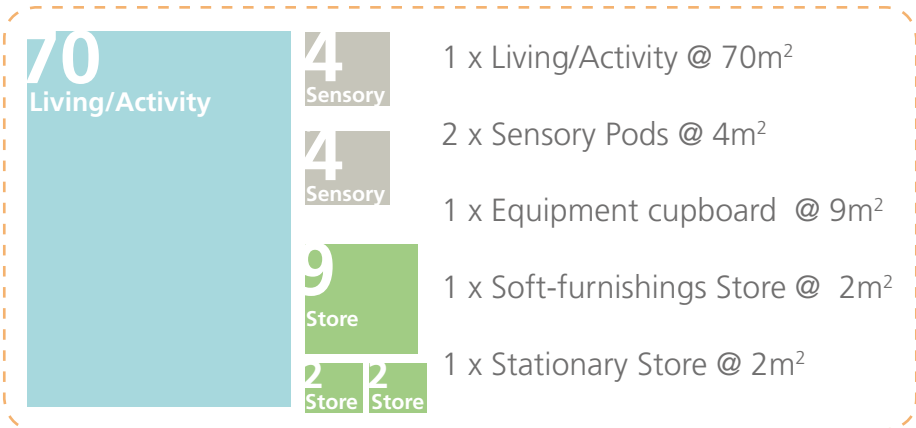 70
Living/Activity
4
Sensory
4
Sensory
9
Store
2
Store
2
Store
1 x Living/Activity @ 70m²
2 x Sensory Pods @ 4m²
1 x Equipment cupboard @ 9m²
1 x Soft-furnishings Store @ 2m²
1 x Stationary Store @ 2m²